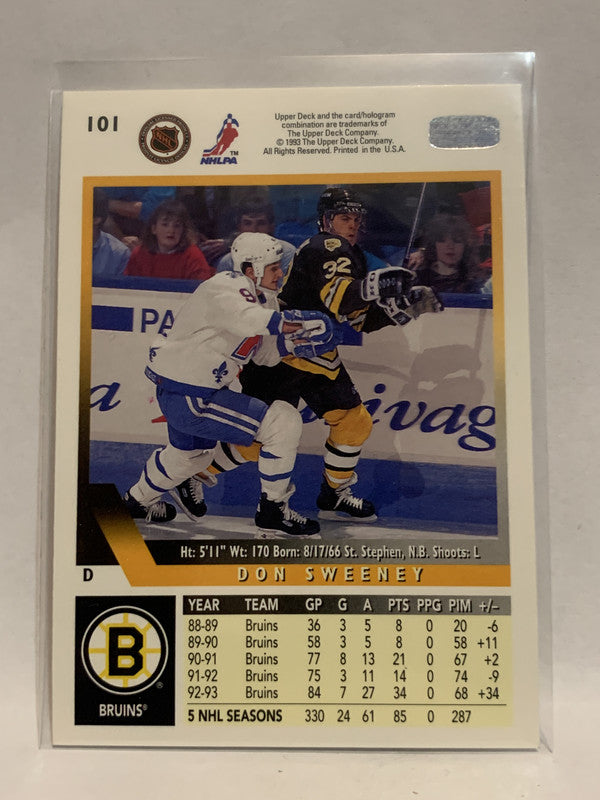 101
NHLPA™
Upper Deck and the card/hologram
combination are trademarks of
The Upper Deck Company.
© 1993 The Upper Deck Company.
All Rights Reserved. Printed in the U.S.A.
32
PA
a
ivag
Ht: 5'11" Wt: 170 Born: 8/17/66 St. Stephen, N.B. Shoots: L
D DON SWEENEY
B
®
BRUINS®
YEAR TEAM GP G A PTS PPG PIM +/–
88-89 Bruins 36 3 5 8 0 20 -6
89-90 Bruins 58 3 5 8 0 58 +11
90-91 Bruins 77 8 13 21 0 67 +2
91-92 Bruins 75 3 11 14 0 74 -9
92-93 Bruins 84 7 27 34 0 68 +34
5 NHL SEASONS 330 24 61 85 0 287